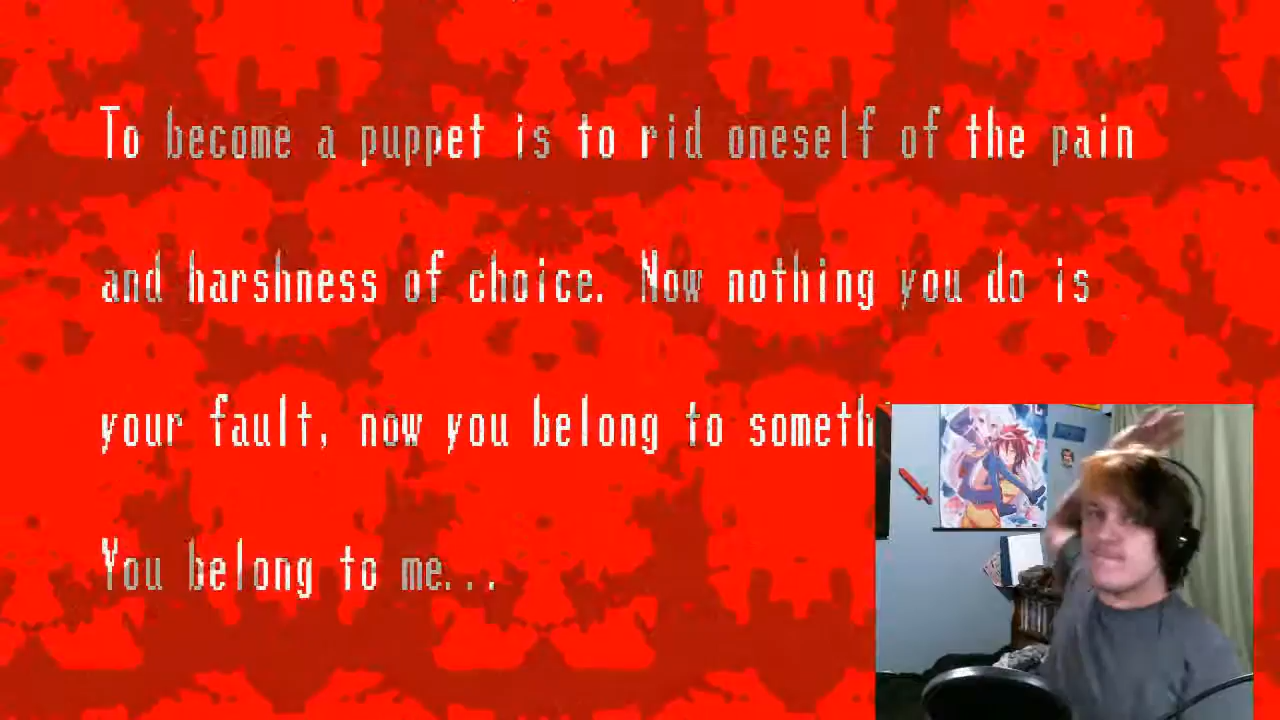 To become a puppet is to rid oneself of the pain
and harshness of choice. Now nothing you do is
your fault, now you belong to someth
You belong to me...